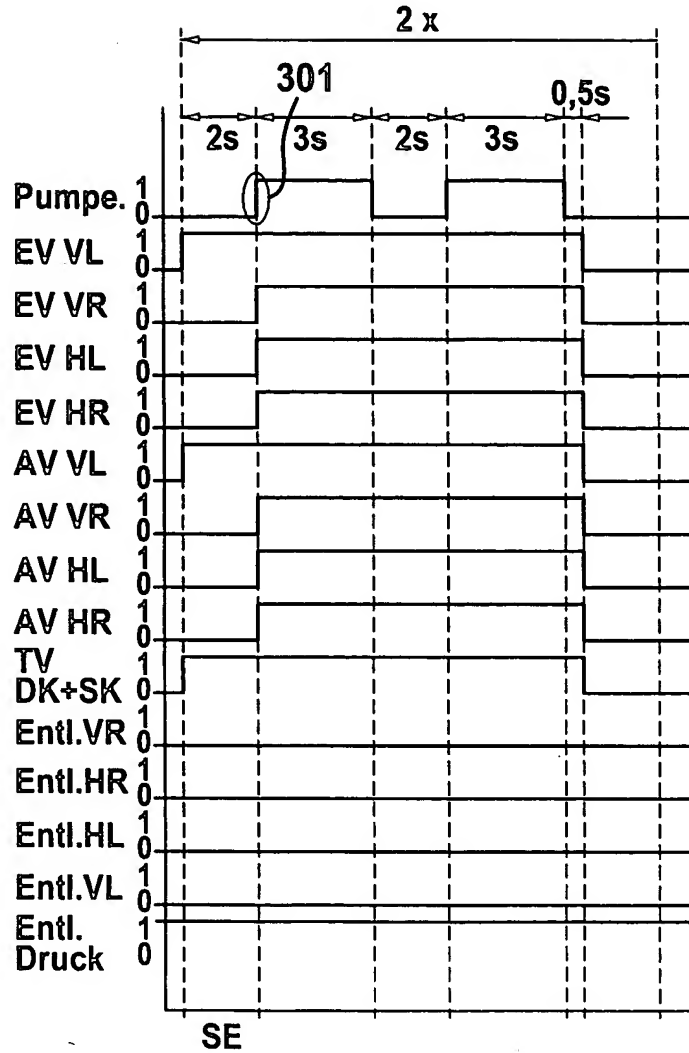 2 x
301
0,5s
2s 3s 2s 3s
Pumpe. 1 0
EV VL 1 0
EV VR 1 0
EV HL 1 0
EV HR 1 0
AV VL 1 0
AV VR 1 0
AV HL 1 0
AV HR 1 0
TV
DK+SK 1 0
Entl.VR 1 0
Entl.HR 1 0
Entl.HL 1 0
Entl.VL 1 0
Entl. 1
Druck 0
SE